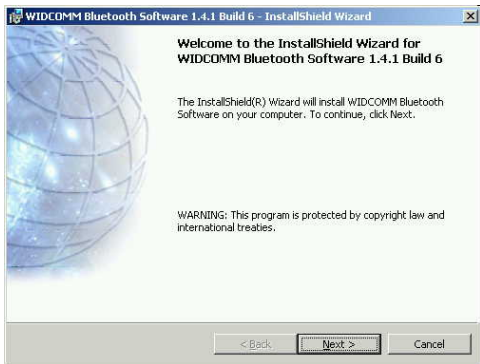 WIDCOMM Bluetooth Software 1.4.1 Build 6 - InstallShield Wizard
Welcome to the InstallShield Wizard for
WIDCOMM Bluetooth Software 1.4.1 Build 6
The InstallShield(R) Wizard will install WIDCOMM Bluetooth
Software on your computer. To continue, click Next.
WARNING: This program is protected by copyright law and
international treaties.
< Back
Next >
Cancel